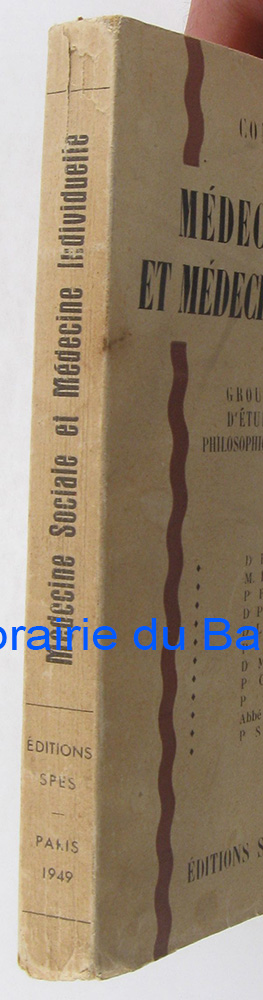 Médecine Sociale et Médecine Individuelle
ÉDITIONS
SPES
PARIS
1949
MÉDEC
ET MÉDECI
GROU
D'ÉTU
PHILOSOPHI
D
M.
P
D P
D
P.
P
Abbé
P S
ÉDITIONS S
brairie du Ba